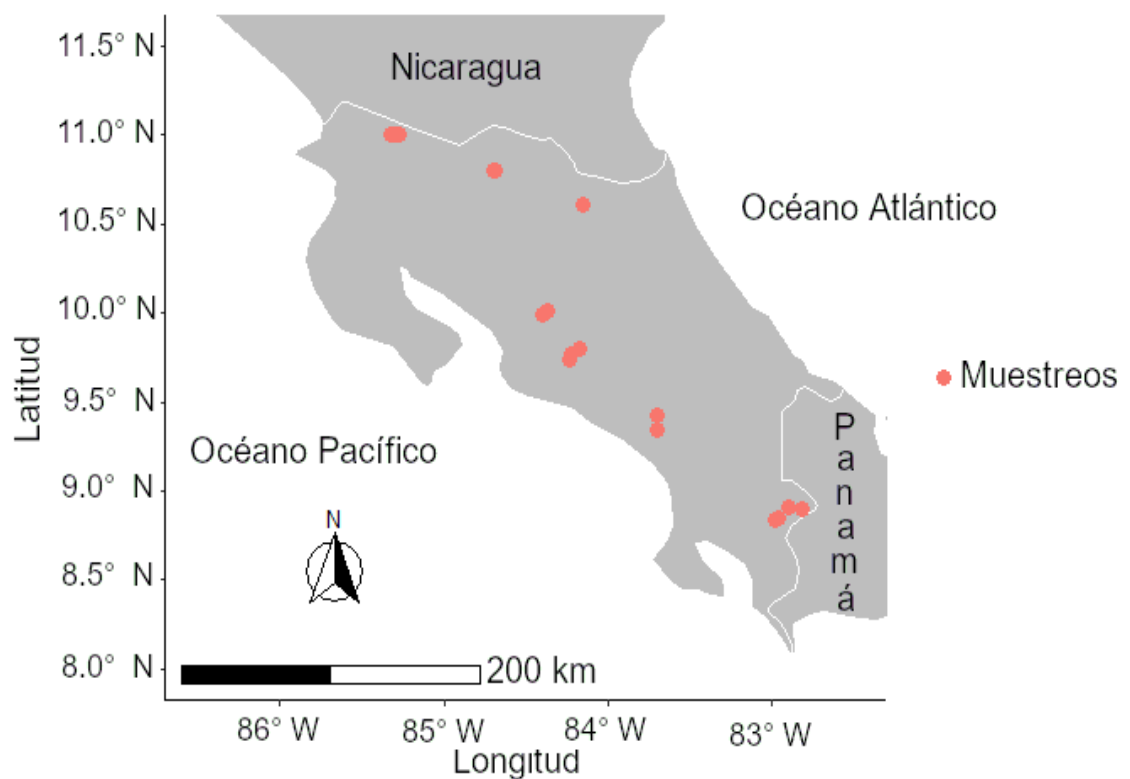 11.5° N
Nicaragua
11.0° N
10.5° N
Océano Atlántico
10.0° N
Latitud
9.5° N
Muestreos
Océano Pacífico
9.0° N
P
a
n
a
m
á
N
8.5° N
8.0° N
200 km
86° W
85° W
84° W
83° W
Longitud